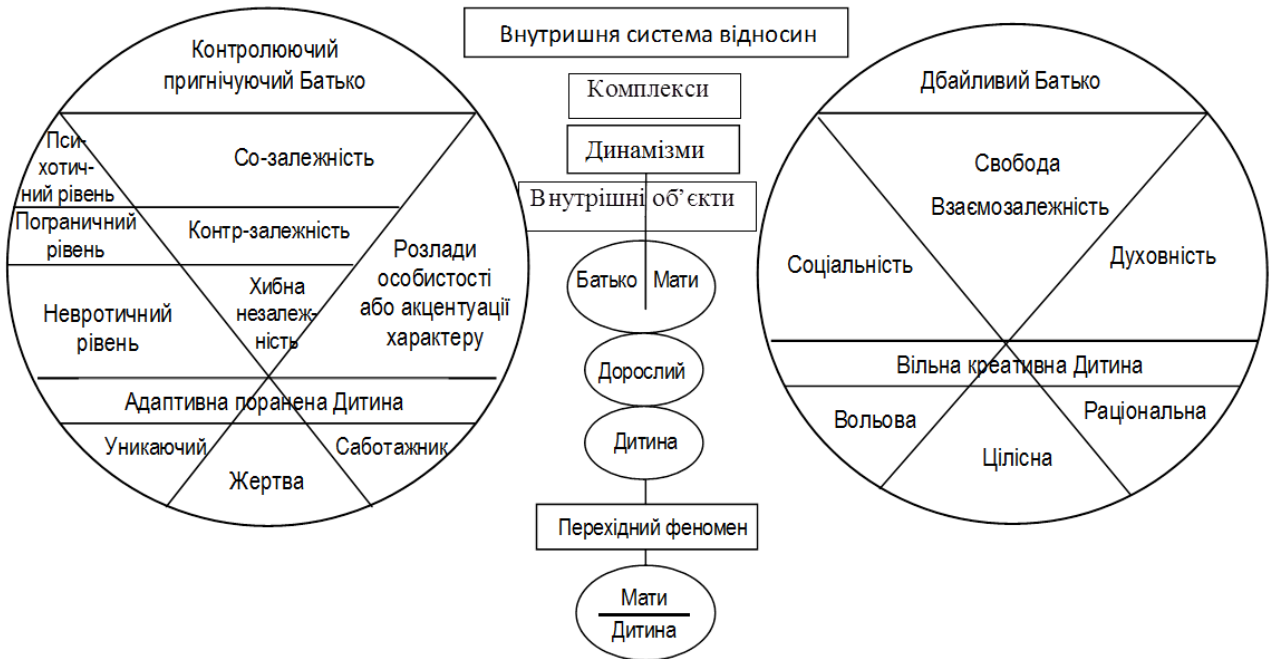 Контролюючий
пригнічуючий Батько
Пси-
хотич-
ний рівень
Со-залежність
Пограничний
рівень
Контр-залежність
Невротичний
рівень
Хибна
незалеж-
ність
Розлади
особистості
або акцентуації
характеру
Адаптивна поранена Дитина
Уникаючий
Жертва
Саботажник
Внутришня система відносин
Комплекси
Динамізми
Внутрішні об’єкти
Батько Мати
Дорослий
Дитина
Перехідний феномен
Мати
Дитина
Дбайливий Батько
Свобода
Взаємозалежність
Соціальність
Духовність
Вільна креативна Дитина
Вольова
Цілісна
Раціональна